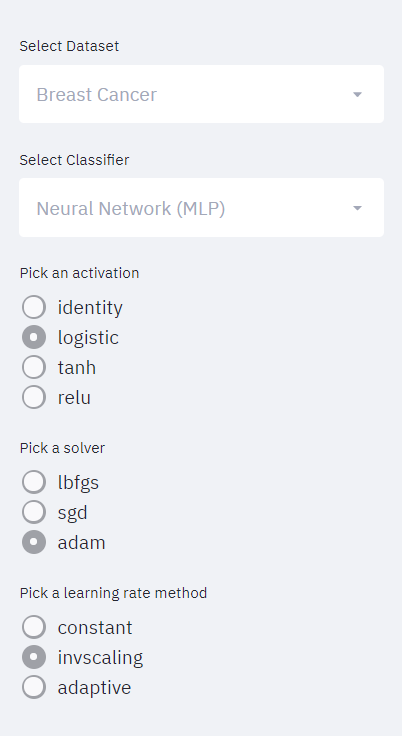 Select Dataset
Breast Cancer
Select Classifier
Neural Network (MLP)
Pick an activation
identity
logistic
tanh
relu
Pick a solver
lbfgs
sgd
adam
Pick a learning rate method
constant
invscaling
adaptive